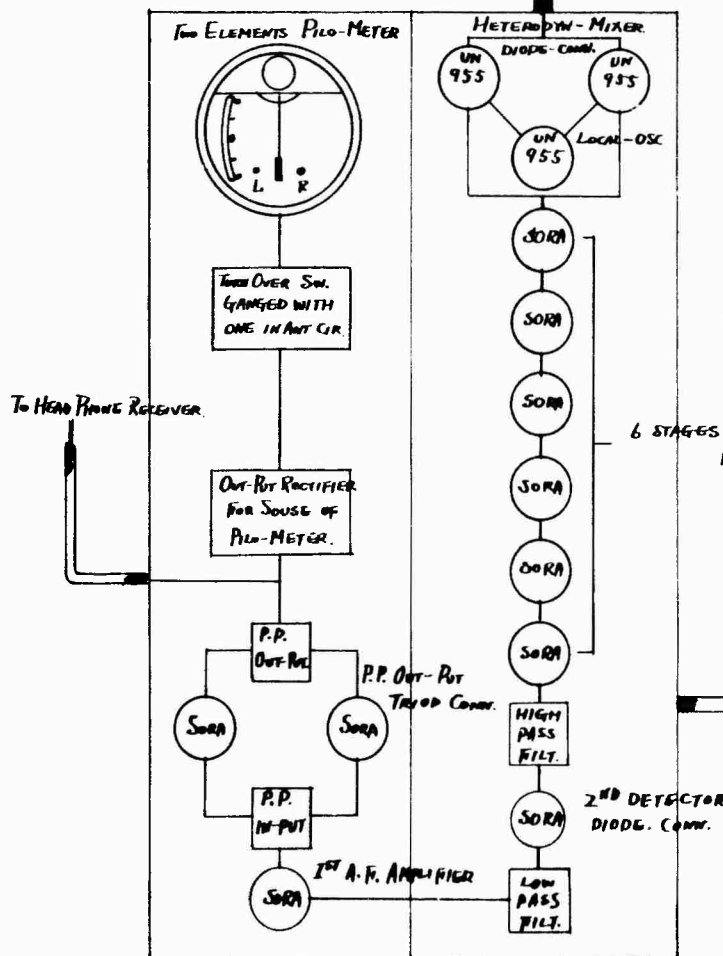 Two Elements Pilo-Meter
L R
Turn Over Sw.
Ganged with
one in Ant Cir.
To Head Phone Receiver
Out-Put Rectifier
For Souse of
Pilo-Meter.
P.P.
Out-Put
P.P. Out-Put
Triod Conn.
Sora
Sora
P.P.
In-Put
1st A.F. Amplifier
Sora
Heterodyn-Mixer
Diode-Conn.
UN
955
UN
955
UN
955
Local-Osc
Sora
Sora
Sora
Sora
Sora
Sora
6 Stages
High
Pass
Filt.
Sora
2nd Detector
Diode. Conn.
Low
Pass
Filt.